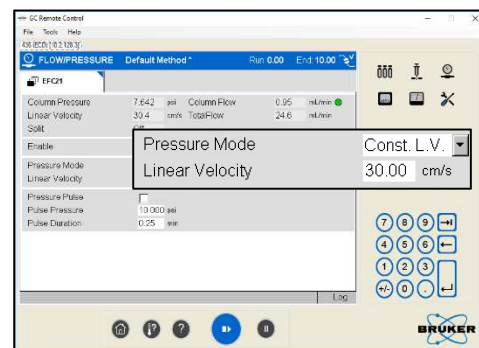 GC Remote Control
File Tools Help
FLOW/PRESSURE Default Method * Run 0.00 End 10.00
EFC21
Column Pressure 7.642 psi Column Flow 0.95 mL/min
Linear Velocity 30.4 cm/s TotalFlow 24.6 mL/min
Split
Enable
Pressure Mode
Linear Velocity
Pressure Mode Const. L.V.
Linear Velocity 30.00 cm/s
Pressure Pulse
Pulse Pressure 10.000 psi
Pulse Duration 0.25 min
Log
7 8 9
4 5 6
1 2 3
+/- 0 .
BRUKER